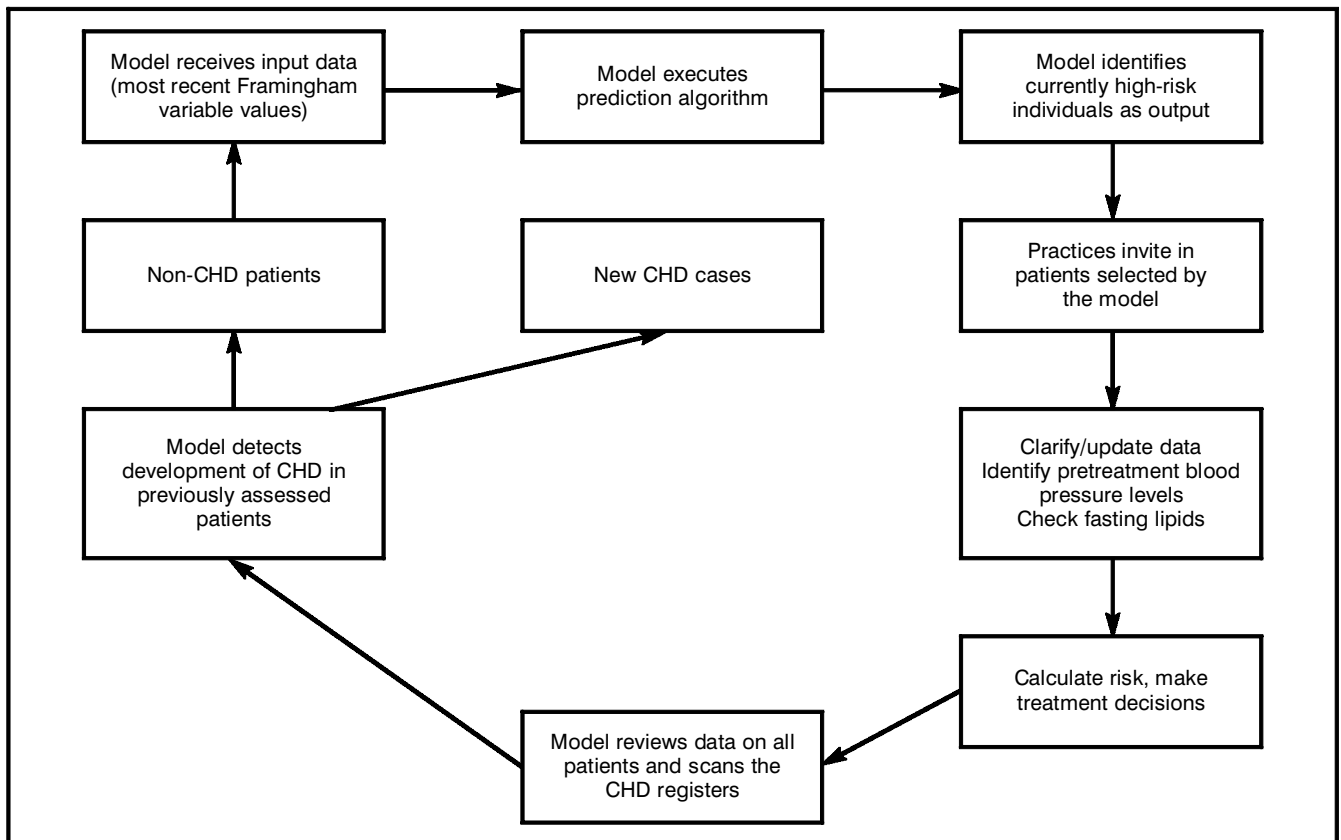 Model receives input data
(most recent Framingham
variable values)
Model executes
prediction algorithm
Model identifies
currently high-risk
individuals as output
Non-CHD patients
New CHD cases
Practices invite in
patients selected by
the model
Model detects
development of CHD in
previously assessed
patients
Clarify/update data
Identify pretreatment blood
pressure levels
Check fasting lipids
Calculate risk, make
treatment decisions
Model reviews data on all
patients and scans the
CHD registers